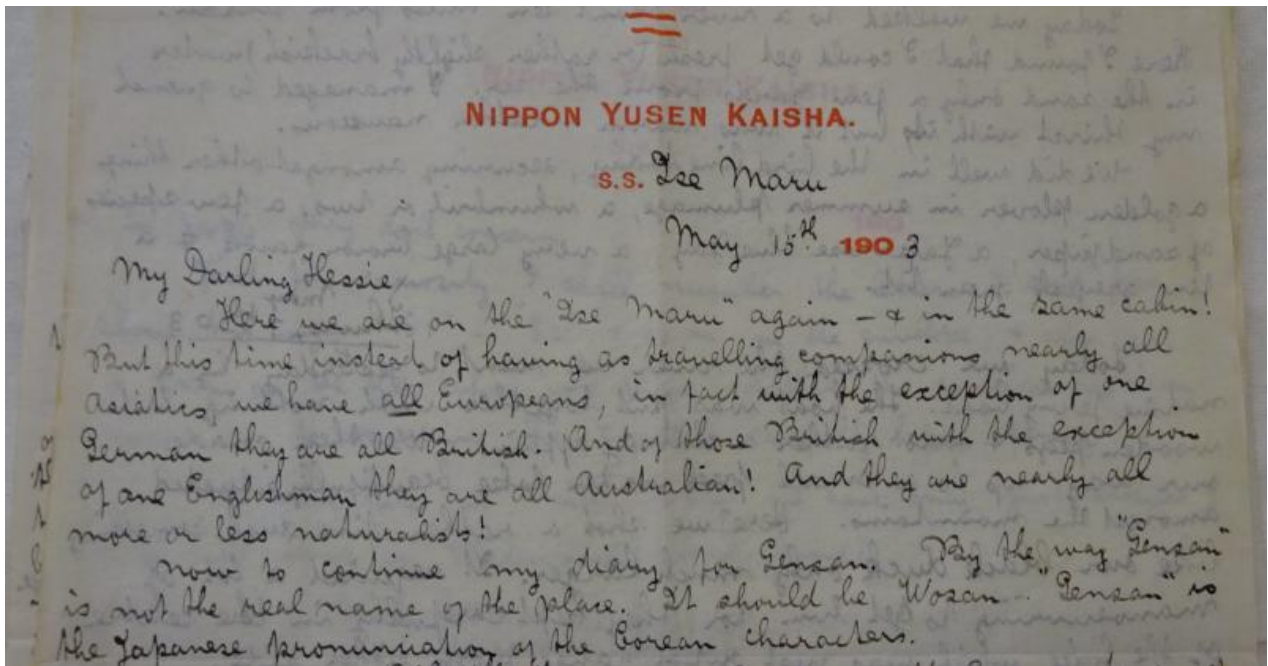 NIPPON YUSEN KAISHA.
S.S. Ise Maru
May 15th 1903
My Darling Hessie
Here we are on the "Ise Maru" again - & in the same cabin!
But this time instead of having as travelling companions nearly all
Asiatics we have all Europeans, in fact with the exception of one
German they are all British. And of those British with the exception
of one Englishman they are all Australian! And they are nearly all
more or less naturalists!
Now to continue my diary for Gensan. By the way "Gensan"
is not the real name of the place. It should be Wosan. "Gensan" is
the Japanese pronunciation of the Corean characters.